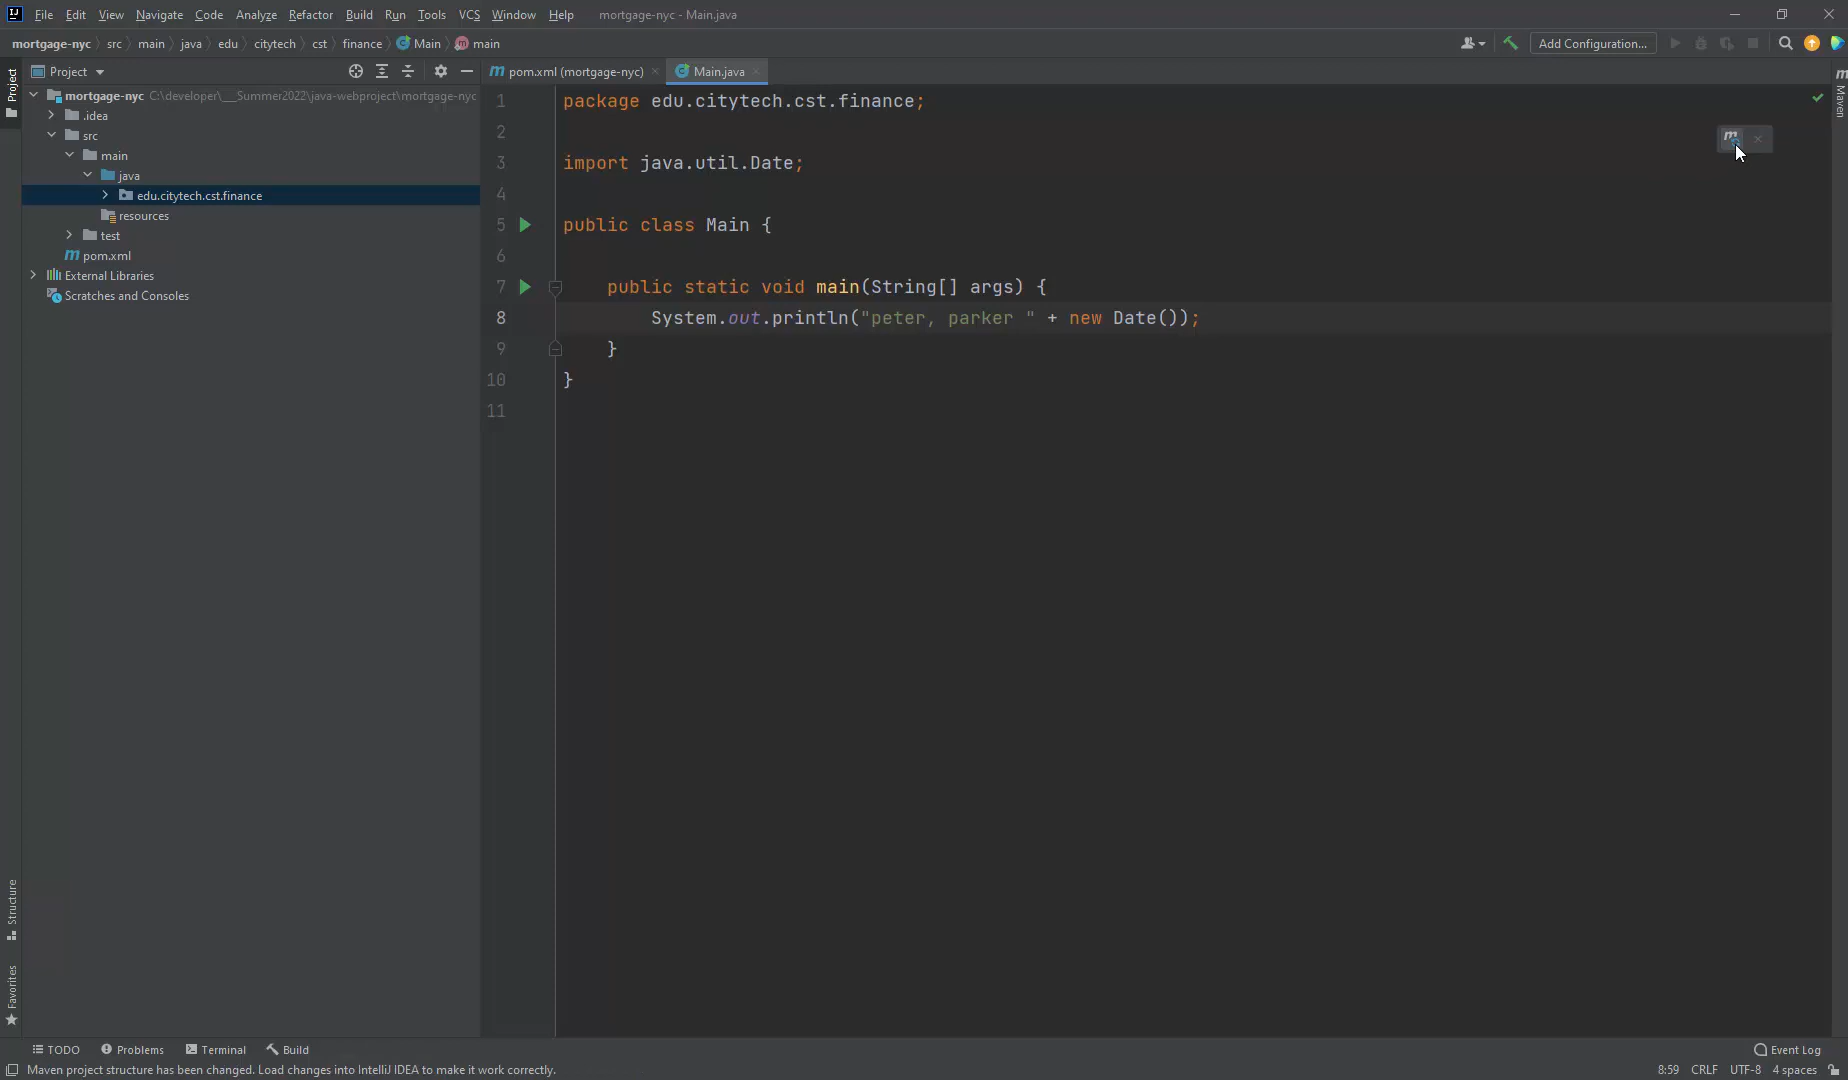 File Edit View Navigate Code Analyze Refactor Build Run Tools VCS Window Help mortgage-nyc - Main.java
mortgage-nyc src main java edu citytech cst finance Main main Add Configuration...
Project
pom.xml (mortgage-nyc) Main.java
mortgage-nyc C:\developer\___Summer2022\java-webproject\mortgage-nyc
.idea
src
main
java
edu.citytech.cst.finance
resources
test
pom.xml
External Libraries
Scratches and Consoles
1 package edu.citytech.cst.finance;
2
3 import java.util.Date;
4
5 public class Main {
6
7 public static void main(String[] args) {
8 System.out.println("peter, parker " + new Date());
9 }
10 }
11
Project
Structure
Favorites
Maven
TODO Problems Terminal Build Event Log
Maven project structure has been changed. Load changes into IntelliJ IDEA to make it work correctly. 8:59 CRLF UTF-8 4 spaces